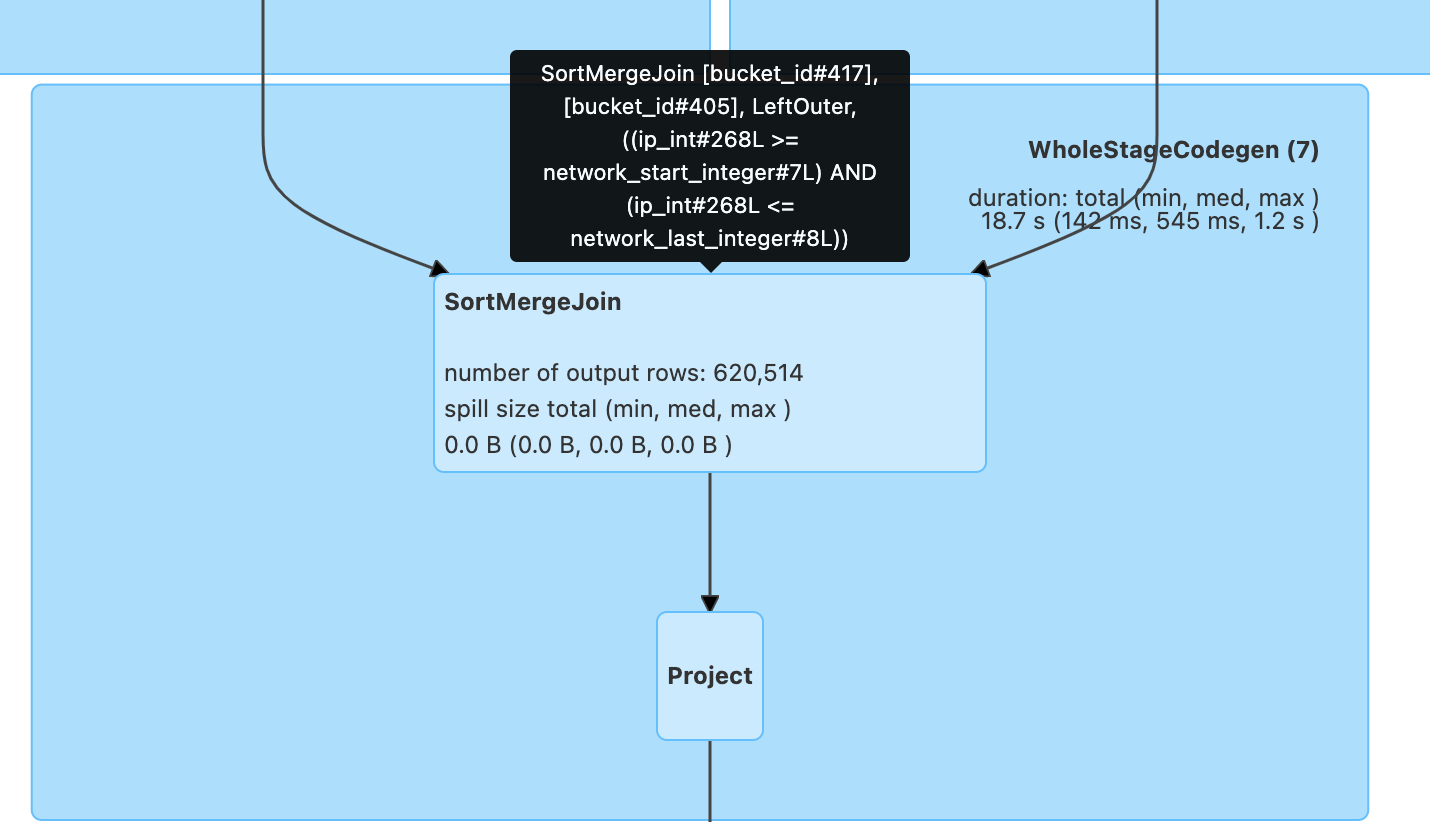 SortMergeJoin [bucket_id#417],
[bucket_id#405], LeftOuter,
((ip_int#268L >=
network_start_integer#7L) AND
(ip_int#268L <=
network_last_integer#8L))
WholeStageCodegen (7)
duration: total (min, med, max )
18.7 s (142 ms, 545 ms, 1.2 s )
SortMergeJoin
number of output rows: 620,514
spill size total (min, med, max )
0.0 B (0.0 B, 0.0 B, 0.0 B )
Project